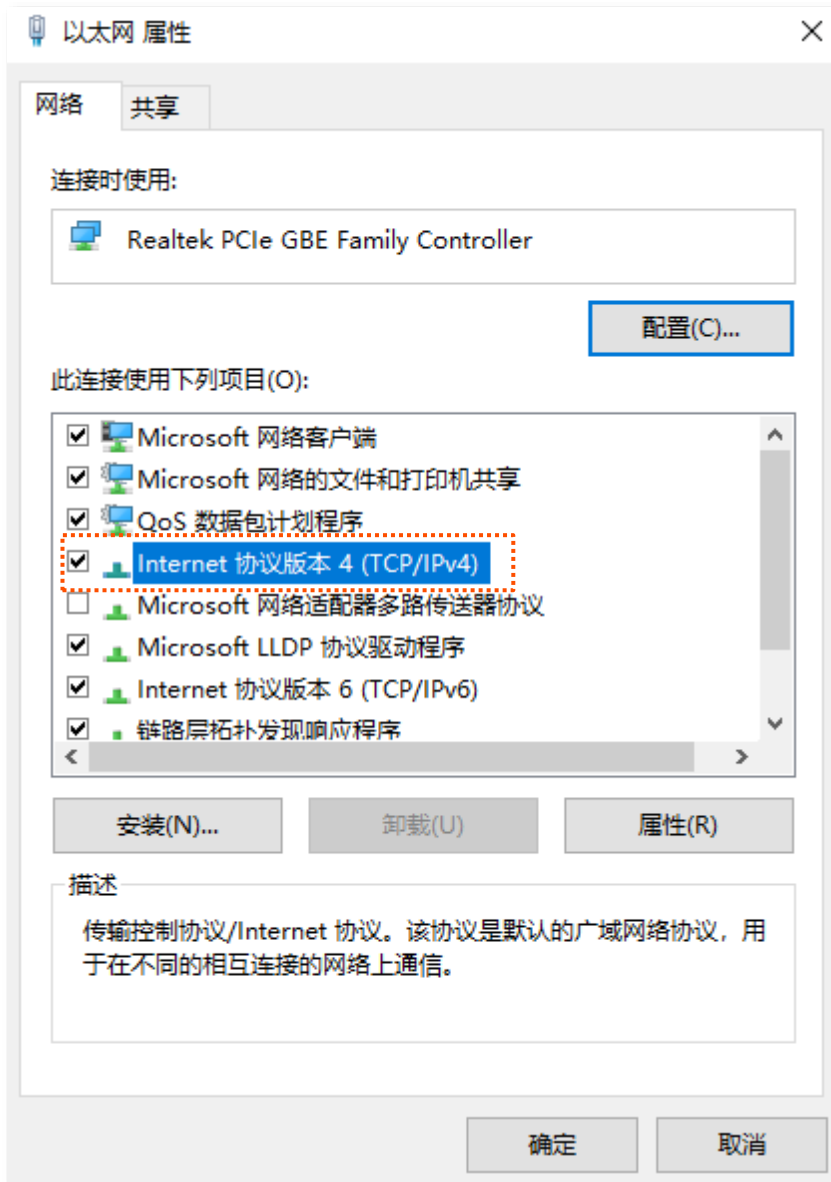 以太网 属性
网络
共享
连接时使用:
Realtek PCIe GBE Family Controller
配置(C)...
此连接使用下列项目(O):
Microsoft 网络客户端
Microsoft 网络的文件和打印机共享
QoS 数据包计划程序
Internet 协议版本 4 (TCP/IPv4)
Microsoft 网络适配器多路传送器协议
Microsoft LLDP 协议驱动程序
Internet 协议版本 6 (TCP/IPv6)
链路层拓扑发现响应程序
安装(N)...
卸载(U)
属性(R)
描述
传输控制协议/Internet 协议。该协议是默认的广域网络协议，用
于在不同的相互连接的网络上通信。
确定
取消